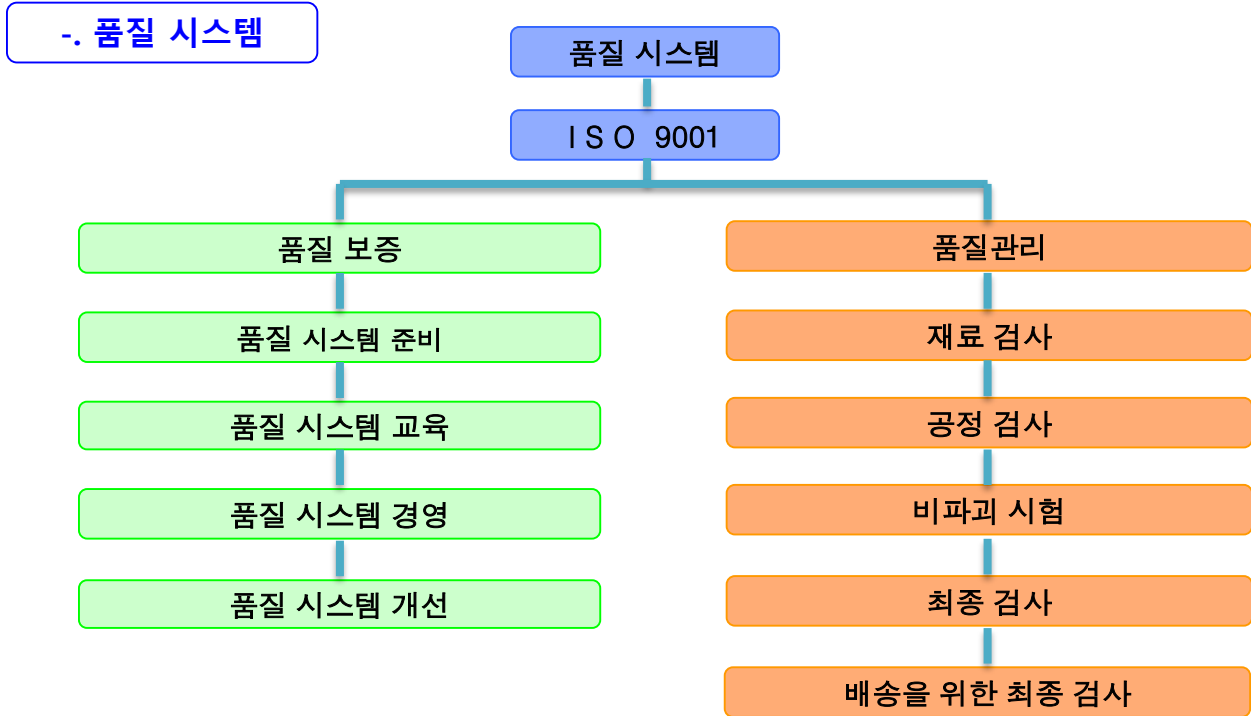 -. 품질 시스템
품질 시스템
I S O 9001
품질 보증
품질 시스템 준비
품질 시스템 교육
품질 시스템 경영
품질 시스템 개선
품질관리
재료 검사
공정 검사
비파괴 시험
최종 검사
배송을 위한 최종 검사